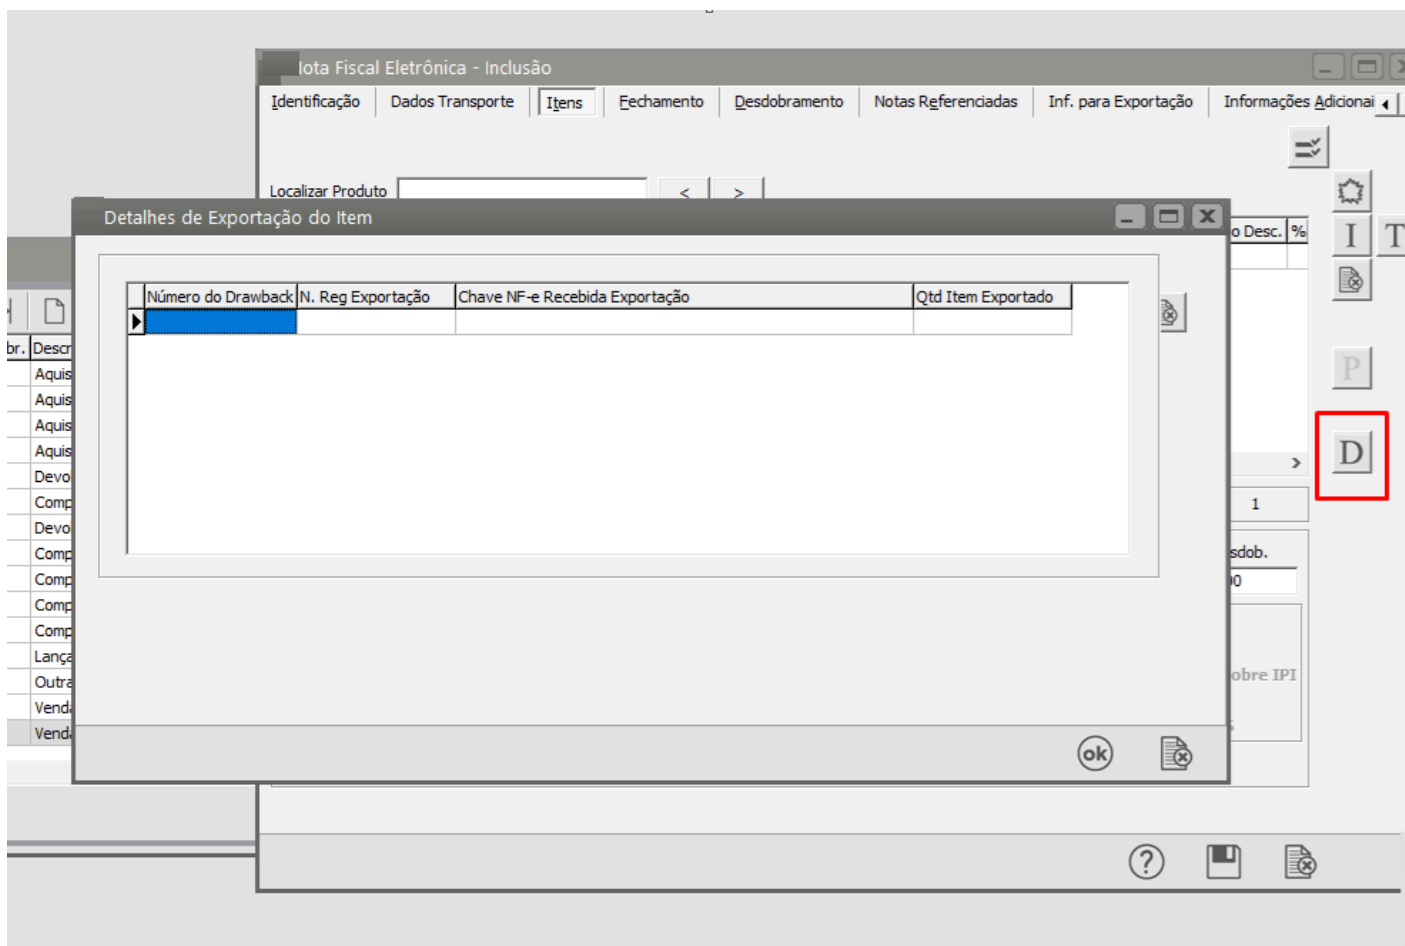 lota Fiscal Eletrônica - Inclusão
Identificação Dados Transporte Itens Fechamento Desdobramento Notas Referenciadas Inf. para Exportação Informações Adicionai
Localizar Produto < >
Detalhes de Exportação do Item
o Desc. %
I T
Número do Drawback N. Reg Exportação Chave NF-e Recebida Exportação Qtd Item Exportado
br. Descr
Aquis
Aquis
Aquis
Aquis
Devo
Comp
Devo
Comp
Comp
Comp
Comp
Lança
Outra
Venda
Venda
P
D
1
sdob.
00
obre IPI
ok
?